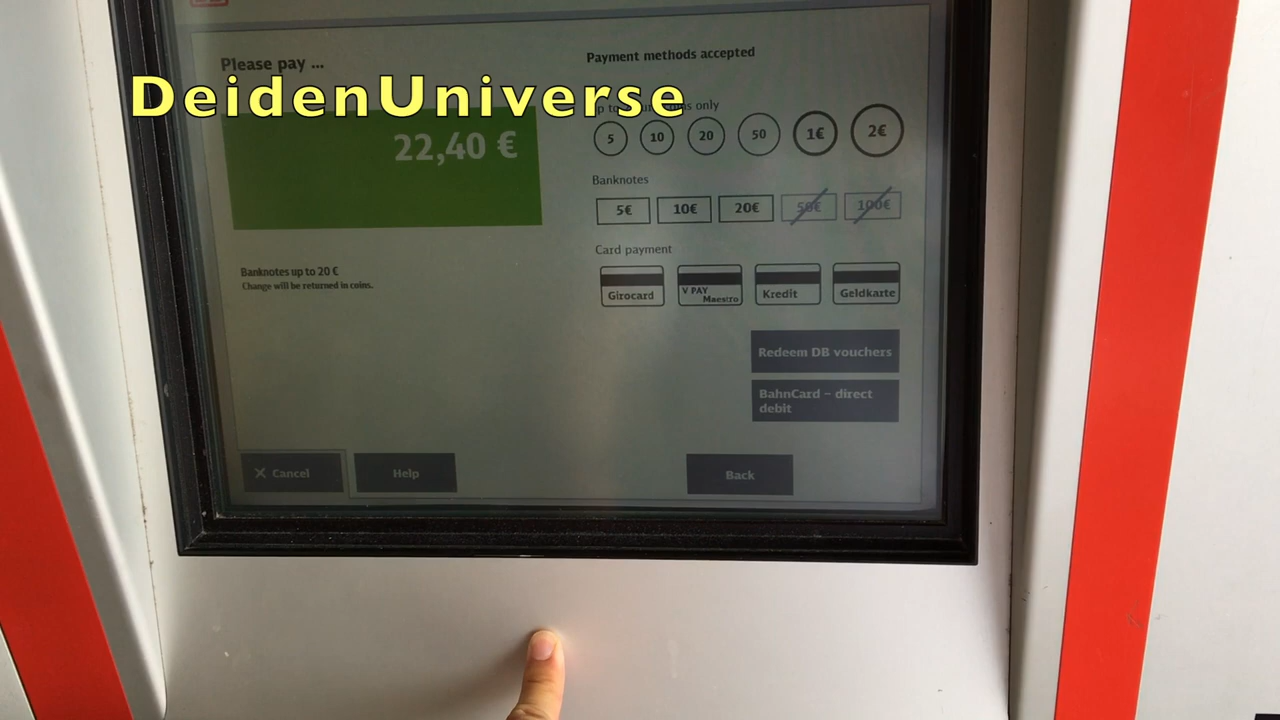 Please pay ...
DeidenUniverse
22,40 €
Banknotes up to 20 €
Change will be returned in coins.
Payment methods accepted
only
5 10 20 50 1€ 2€
Banknotes
5€ 10€ 20€ 50€ 100€
Card payment
Girocard
V PAY
Maestro
Kredit
Geldkarte
Redeem DB vouchers
BahnCard – direct
debit
X Cancel
Help
Back